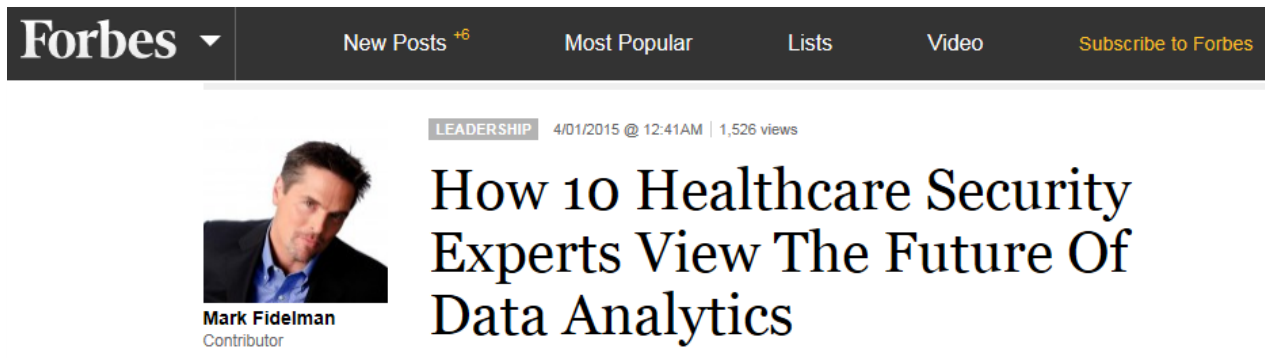 Forbes
New Posts +6
Most Popular
Lists
Video
Subscribe to Forbes
LEADERSHIP 4/01/2015 @ 12:41AM | 1,526 views
How 10 Healthcare Security
Experts View The Future Of
Data Analytics
Mark Fidelman
Contributor